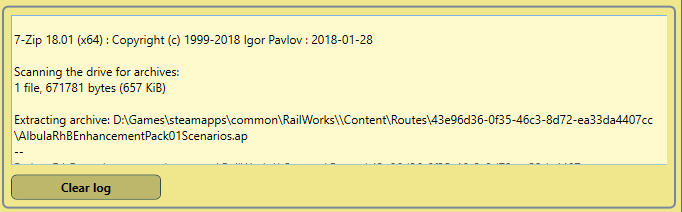 7-Zip 18.01 (x64) : Copyright (c) 1999-2018 Igor Pavlov : 2018-01-28
Scanning the drive for archives:
1 file, 671781 bytes (657 KiB)
Extracting archive: D:\Games\steamapps\common\RailWorks\\Content\Routes\43e96d36-0f35-46c3-8d72-ea33da4407cc
\AlbulaRhBEnhancementPack01Scenarios.ap
--
Clear log